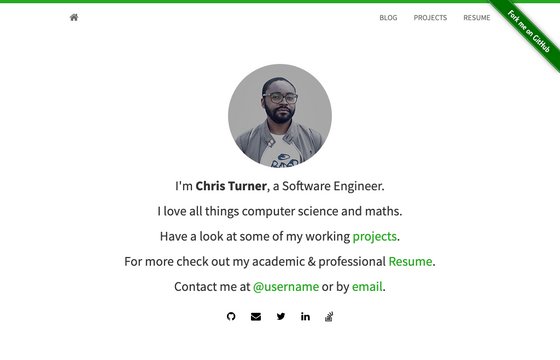 BLOG PROJECTS RESUME
Fork me on GitHub
I'm Chris Turner, a Software Engineer.
I love all things computer science and maths.
Have a look at some of my working projects.
For more check out my academic & professional Resume.
Contact me at @username or by email.